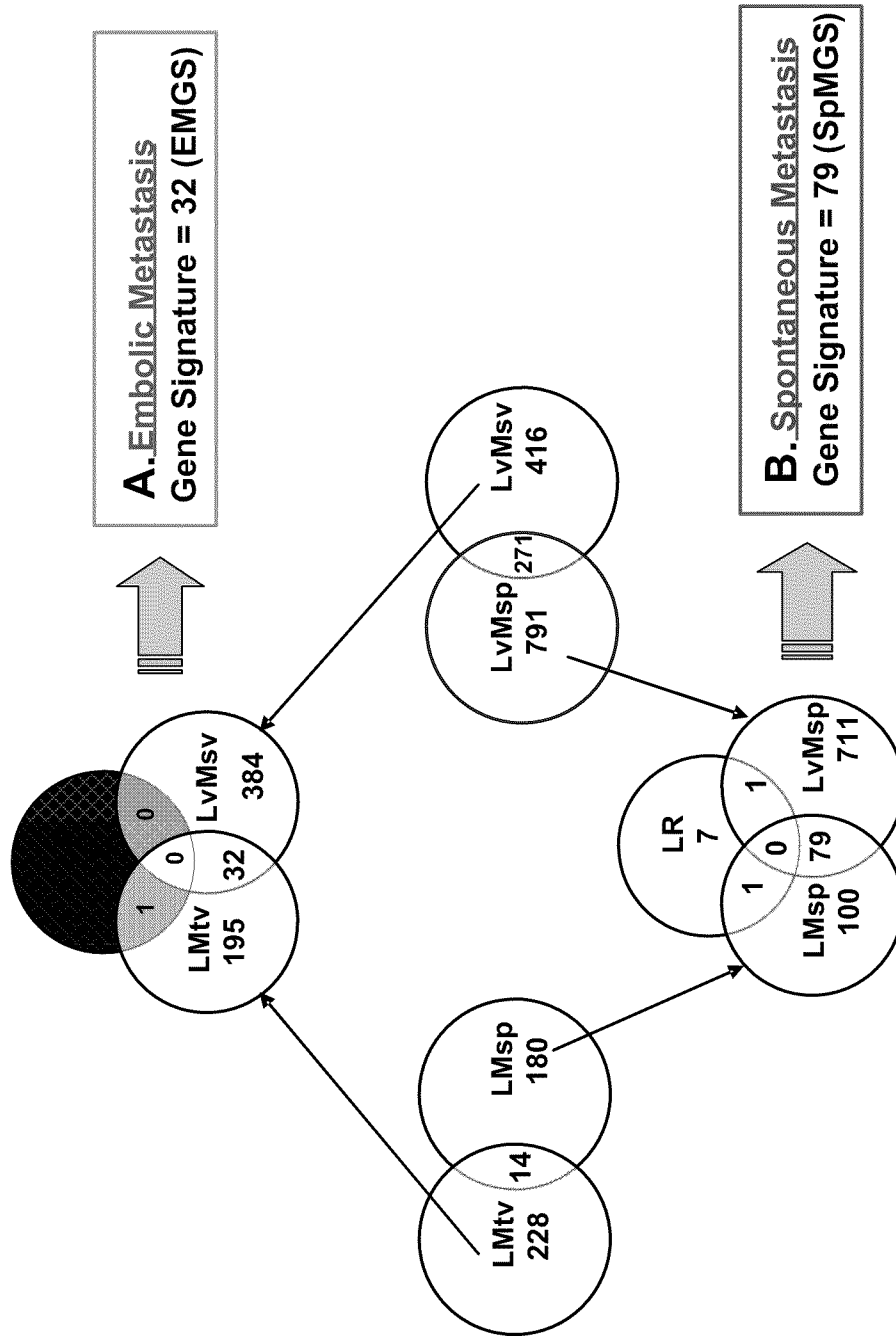 A. Embolic Metastasis
Gene Signature = 32 (EMGS)
1
0
0
LMtv
195
32
LvMsv
384
LMtv
228
14
LMsp
180
LvMsp
791
271
LvMsv
416
LR
7
1
0
1
LMsp
100
79
LvMsp
711
B. Spontaneous Metastasis
Gene Signature = 79 (SpMGS)